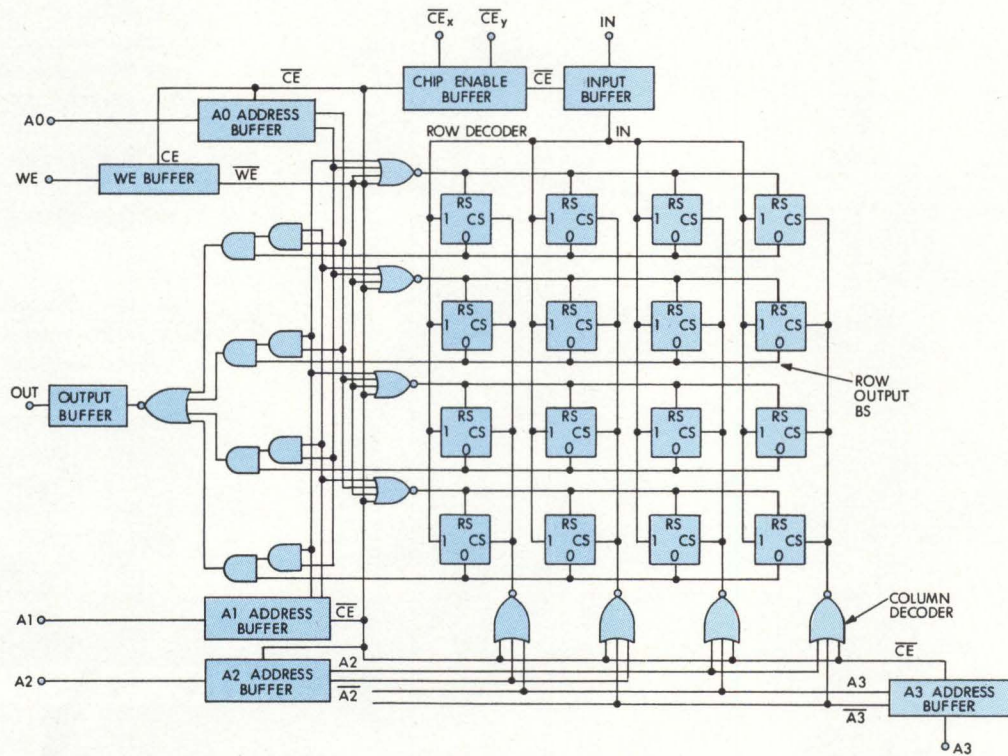 CEx CEy IN
CE CHIP ENABLE BUFFER CE INPUT BUFFER
A0 A0 ADDRESS BUFFER
ROW DECODER IN
CE
WE WE BUFFER WE
RS RS RS RS
1 CS 1 CS 1 CS 1 CS
0 0 0 0
RS RS RS RS
1 CS 1 CS 1 CS 1 CS
0 0 0 0
ROW OUTPUT BS
OUT OUTPUT BUFFER
RS RS RS RS
1 CS 1 CS 1 CS 1 CS
0 0 0 0
RS RS RS RS
1 CS 1 CS 1 CS 1 CS
0 0 0 0
COLUMN DECODER
A1 A1 ADDRESS BUFFER CE
CE
A2 A2 ADDRESS BUFFER A2
A2
A3 A3 ADDRESS BUFFER
A3
A3